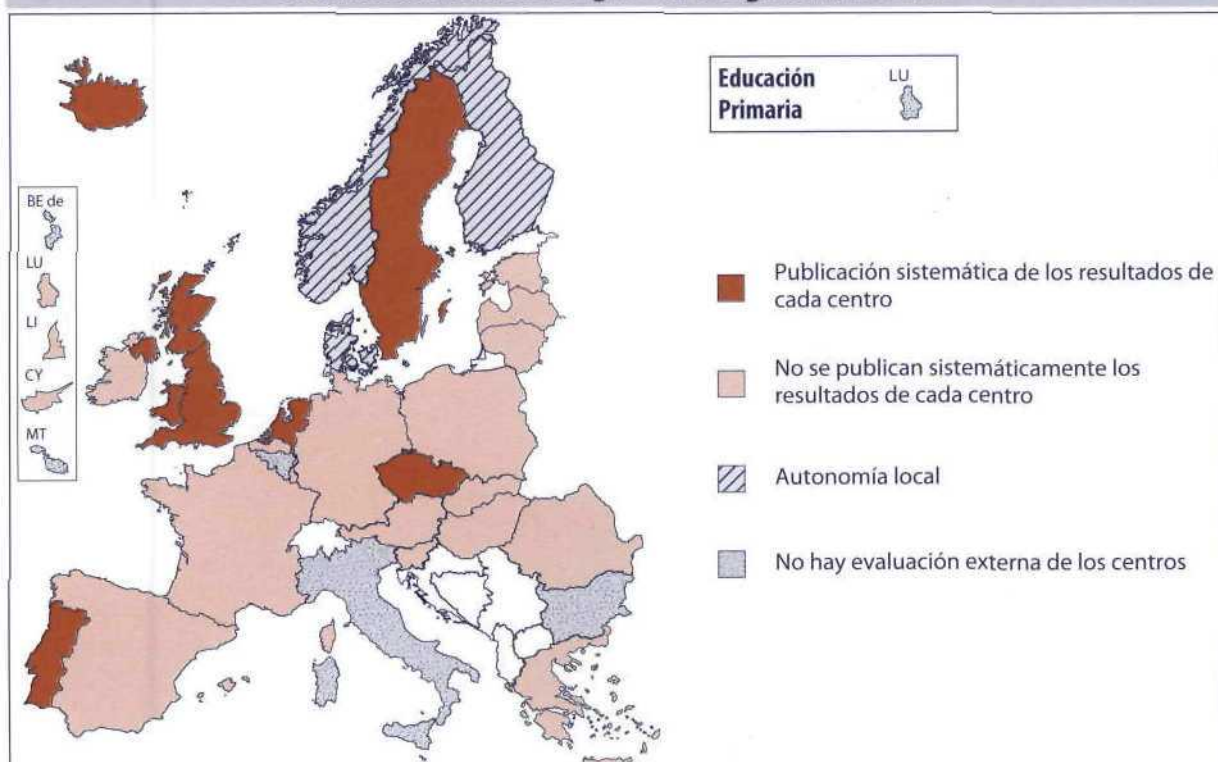 Educación
Primaria
LU
BE de
LU
LI
CY
MT
Publicación sistemática de los resultados de
cada centro
No se publican sistemáticamente los
resultados de cada centro
Autonomía local
No hay evaluación externa de los centros